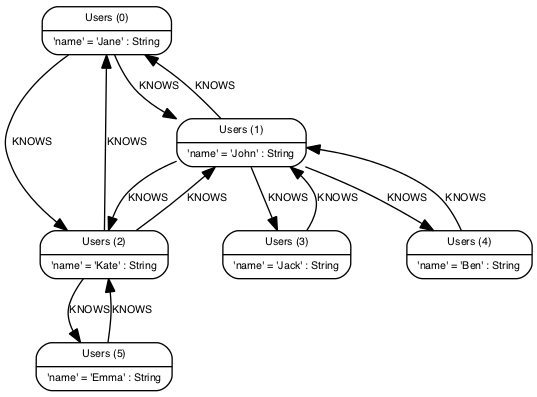 Users (0)
'name' = 'Jane' : String
KNOWS
KNOWS
Users (1)
'name' = 'John' : String
KNOWS
KNOWS
KNOWS
KNOWS
KNOWS
KNOWS
KNOWS
KNOWS
Users (2)
'name' = 'Kate' : String
Users (3)
'name' = 'Jack' : String
Users (4)
'name' = 'Ben' : String
KNOWS
KNOWS
Users (5)
'name' = 'Emma' : String